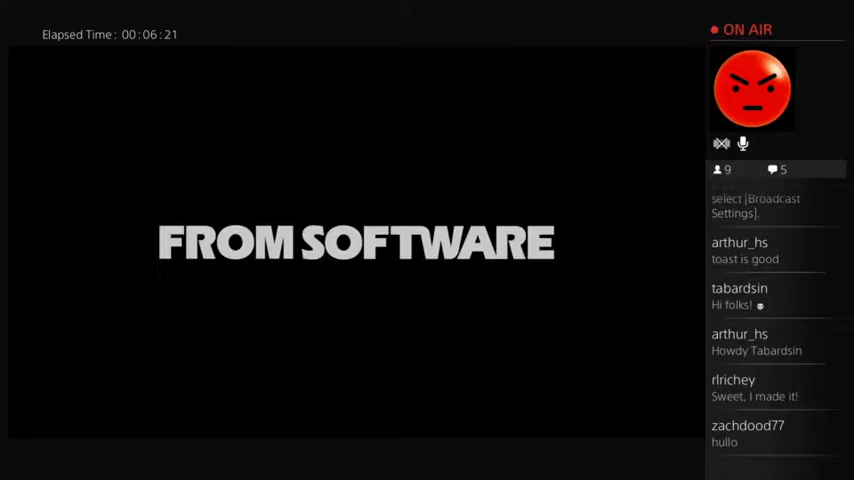 Elapsed Time: 00:06:21
ON AIR
9 5
FROM SOFTWARE
select [Broadcast
Settings].
arthur_hs
toast is good
tabardsin
Hi folks!
arthur_hs
Howdy Tabardsin
rlrichey
Sweet, I made it!
zachdood77
hullo